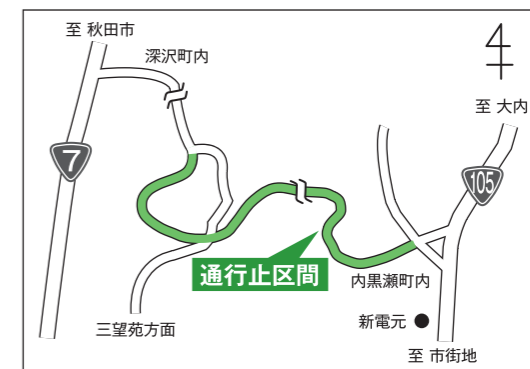 至 秋田市
深沢町内
至 大内
7
105
通行止区間
内黒瀬町内
新電元
三望苑方面
至 市街地